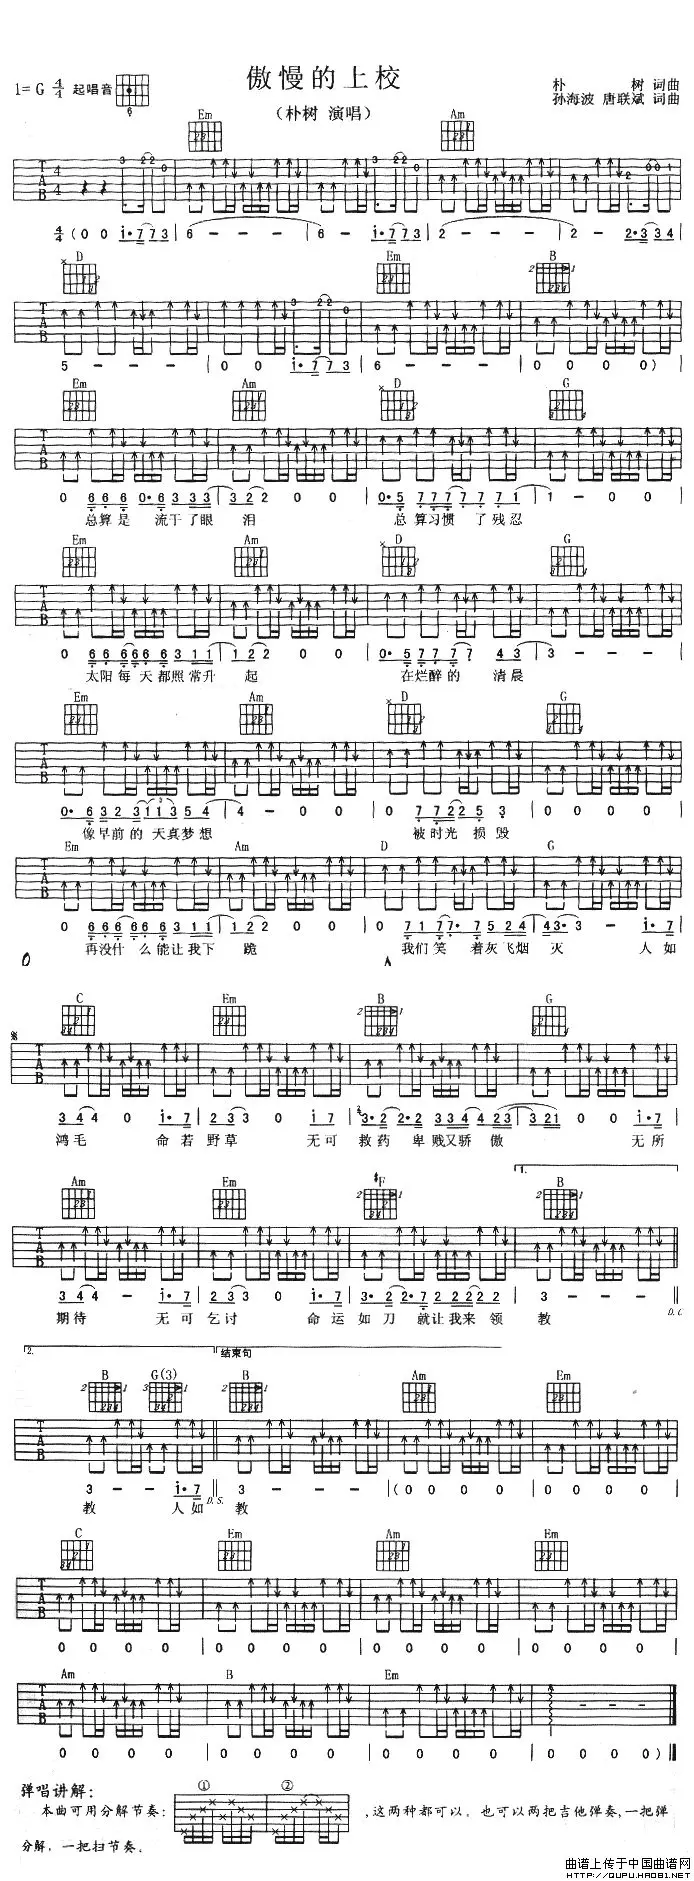 傲慢的上校
1=G 4/4 起唱音
6
(朴树 演唱)
朴 树 词曲
孙海波 唐联斌 词曲
Em Am
TAB
4/4 (0 0 i·7 7 3 | 6 - - - | 6 - i·7 7 3 | 2 - - - | 2 - 2·3 3 4
D Em B
5 - - - | 0 0 i·7 7 3 | 6 - - - | 0 0 0 0)
Em Am D G
0 6 6 6 0·6 3 3 3 | 3 2 2 0 0 | 0·5 7 7 7 7 7 7 1 | 1 - 0 0
总算是 流干了眼 泪 总算习惯 了残忍
Em Am D G
0 6 6 6 6 6 6 3 1 1 | 1 2 2 0 0 | 0·5 7 7 7 7 7 4 3 | 3 - 0 0
太阳每天都照常升 起 在烂醉的 清晨
Em Am D G
0·6 3 2 3 1 1 3 5 4 | 4 - 0 0 | 0 7 7 2 2 5 3 | 0 0 0 0
像早前的天真梦想 被时光 损毁
Em Am D G
0 6 6 6 6 6 6 3 1 1 | 1 2 2 0 0 | 0 7 1 7 7·7 5 2 4 | 4 3·3 - i·7
再没什么能让我下 跪 我们笑 着灰飞烟 灭 人如
C Em B G
3 4 4 0 i·7 | 2 3 3 0 i·7 | 3·2 2·2 3 3 4 4 2 3 | 3 2 1 0 i·7
鸿毛 命若 野草 无可 救药 卑贱又骄傲 无所
1.
Am Em #F B
3 4 4 - i·7 | 2 3 3 0 i·7 | 3·2 2·7 2 2 2 2 2 | 3 - - -
期待 无可 乞讨 命运 如刀 就让我来领 教
D.C.
2. 结束句
B G(3) B Am Em
3 - - i·7 | 3 - - - | (0 0 0 0 | 0 0 0 0
教 人如 教
D.S.
C Em Am Em
0 0 0 0 | 0 0 0 0 | 0 0 0 0 | 0 0 0 0
Am B Em
0 0 0 0 | 0 0 0 0 | 0 0 0 0 | 0 0 0 0)
弹唱讲解:
本曲可用分解节奏: ① ② ,这两种都可以。也可以两把吉他弹奏,一把弹
分解,一把扫节奏。
曲谱上传于中国曲谱网
HTTP://QUPU.HAO81.NET